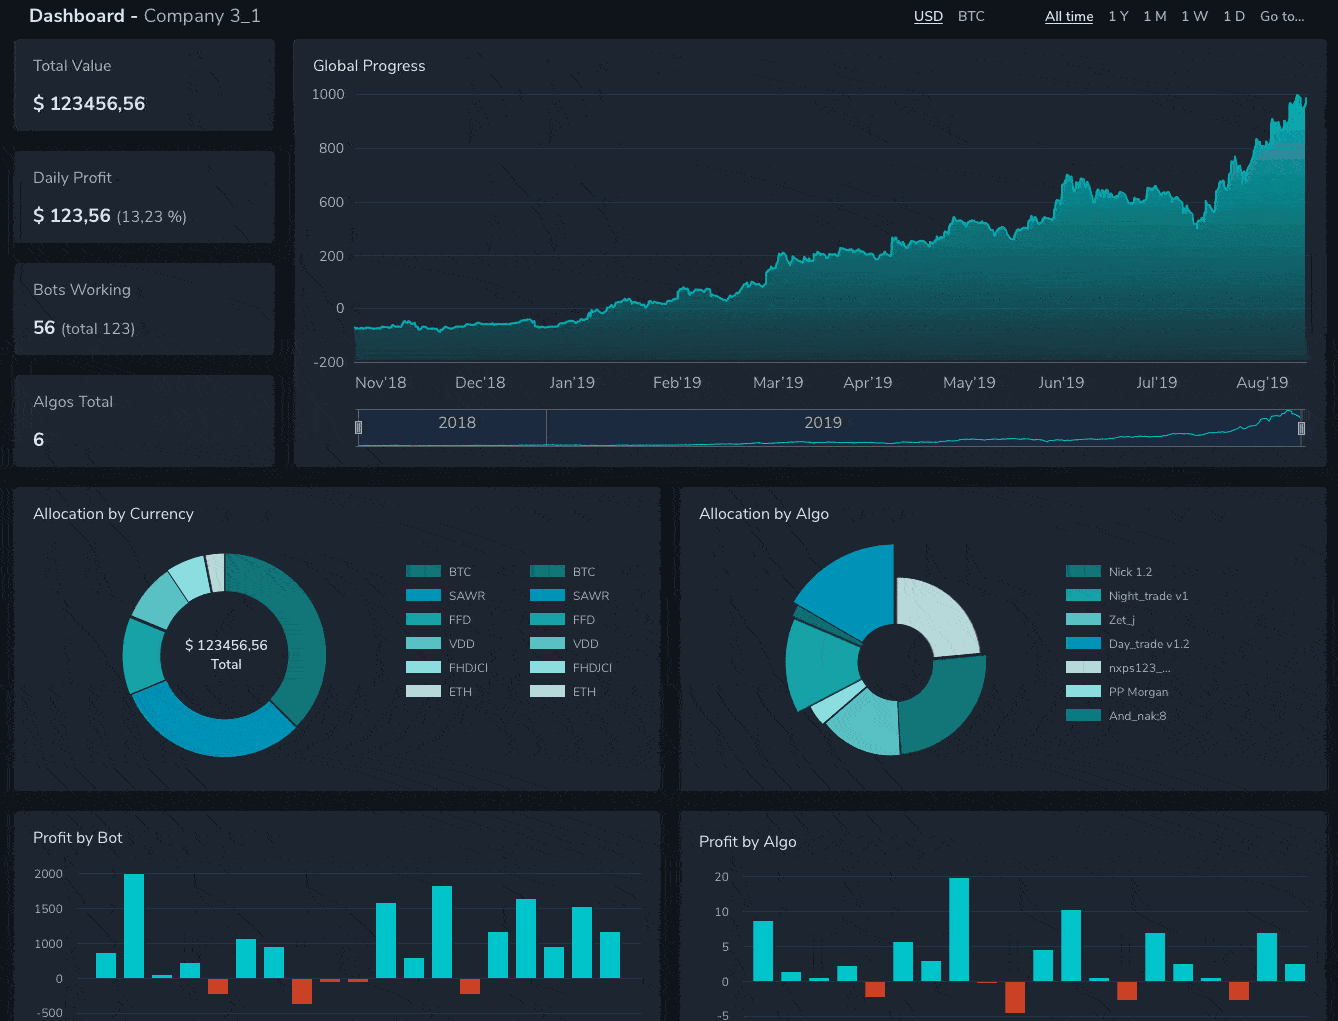 Dashboard - Company 3_1
USD BTC All time 1 Y 1 M 1 W 1 D Go to...
Total Value
$ 123456,56
Daily Profit
$ 123,56 (13,23 %)
Bots Working
56 (total 123)
Algos Total
6
Global Progress
1000
800
600
200
0
-200
Nov'18 Dec'18 Jan'19 Feb'19 Mar'19 Apr'19 May'19 Jun'19 Jul'19 Aug'19
2018 2019
Allocation by Currency
$ 123456,56
Total
BTC BTC
SAWR SAWR
FFD FFD
VDD VDD
FHDJCI FHDJCI
ETH ETH
Allocation by Algo
Nick 1.2
Night_trade v1
Zet_j
Day_trade v1.2
nxps123_...
PP Morgan
And_nak;8
Profit by Bot
2000
1500
1000
0
-500
Profit by Algo
20
10
5
0
-5